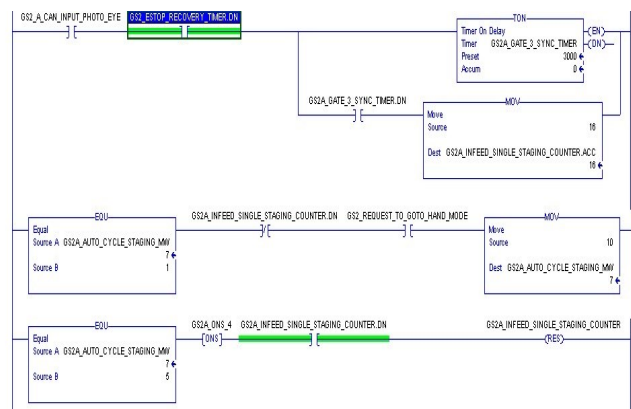 GS2_A_CAN_INPUT_PHOTO_EYE GS2_ESTOP_RECOVERY_TIMER.DN
TON
Timer On Delay (EN)
Timer GS2A_GATE_3_SYNC_TIMER (DN)
Preset 3000
Accum 0
GS2A_GATE_3_SYNC_TIMER.DN
MOV
Move
Source 16
Dest GS2A_INFEED_SINGLE_STAGING_COUNTER.ACC
16
EQU
Equal
Source A GS2A_AUTO_CYCLE_STAGING_MW
7
Source B 1
GS2A_INFEED_SINGLE_STAGING_COUNTER.DN GS2_REQUEST_TO_GOTO_HAND_MODE
MOV
Move
Source 10
Dest GS2A_AUTO_CYCLE_STAGING_MW
7
EQU
Equal
Source A GS2A_AUTO_CYCLE_STAGING_MW
7
Source B 5
GS2A_ONS_4 GS2A_INFEED_SINGLE_STAGING_COUNTER.DN GS2A_INFEED_SINGLE_STAGING_COUNTER
[ONS] (RES)